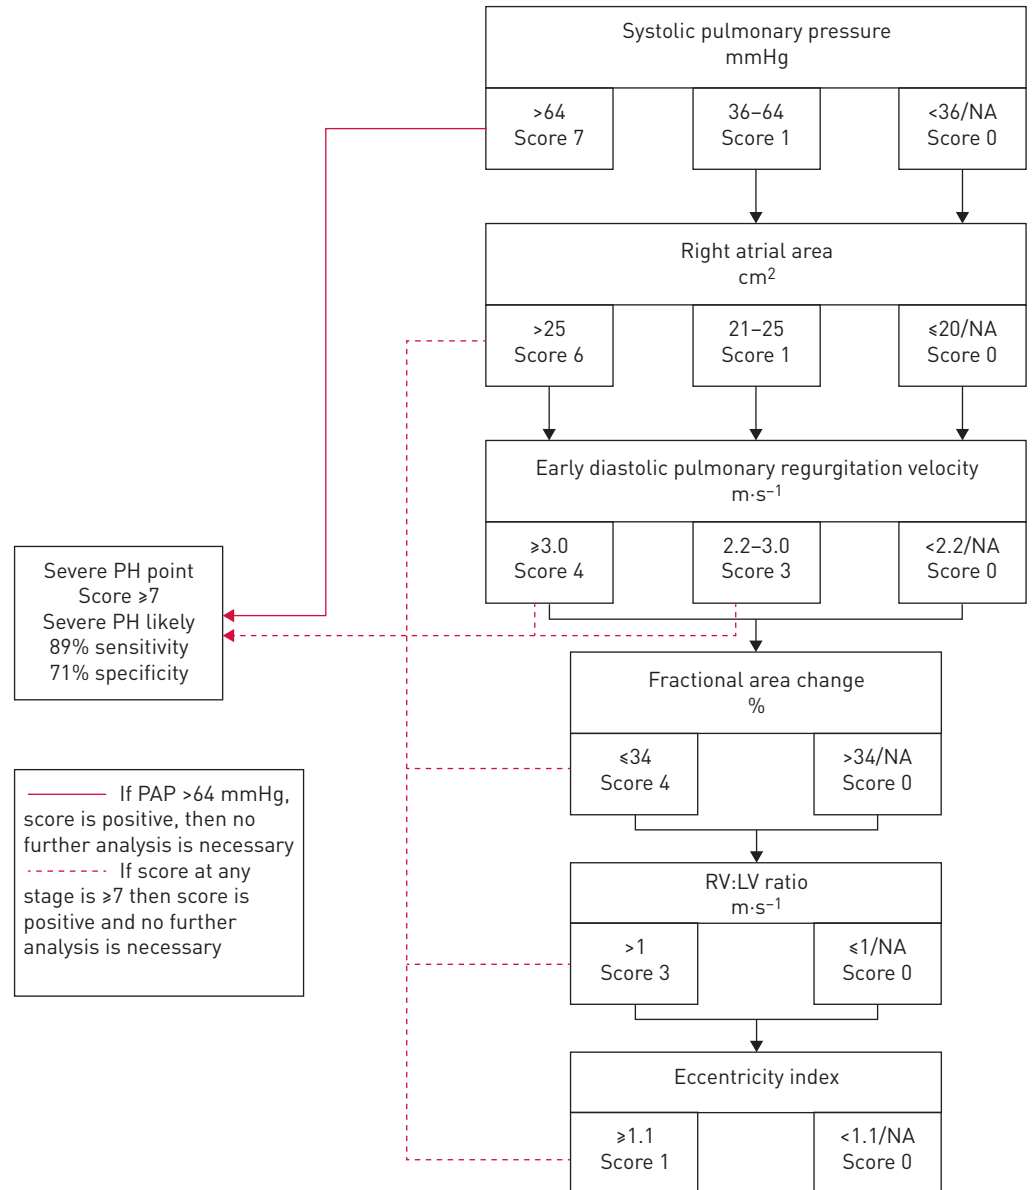 Systolic pulmonary pressure
mmHg
>64
Score 7
36–64
Score 1
<36/NA
Score 0
Right atrial area
cm²
>25
Score 6
21–25
Score 1
⩽20/NA
Score 0
Early diastolic pulmonary regurgitation velocity
m·s⁻¹
⩾3.0
Score 4
2.2–3.0
Score 3
<2.2/NA
Score 0
Severe PH point
Score ⩾7
Severe PH likely
89% sensitivity
71% specificity
Fractional area change
%
⩽34
Score 4
>34/NA
Score 0
If PAP >64 mmHg,
score is positive, then no
further analysis is necessary
If score at any
stage is ⩾7 then score is
positive and no further
analysis is necessary
RV:LV ratio
m·s⁻¹
>1
Score 3
⩽1/NA
Score 0
Eccentricity index
⩾1.1
Score 1
<1.1/NA
Score 0